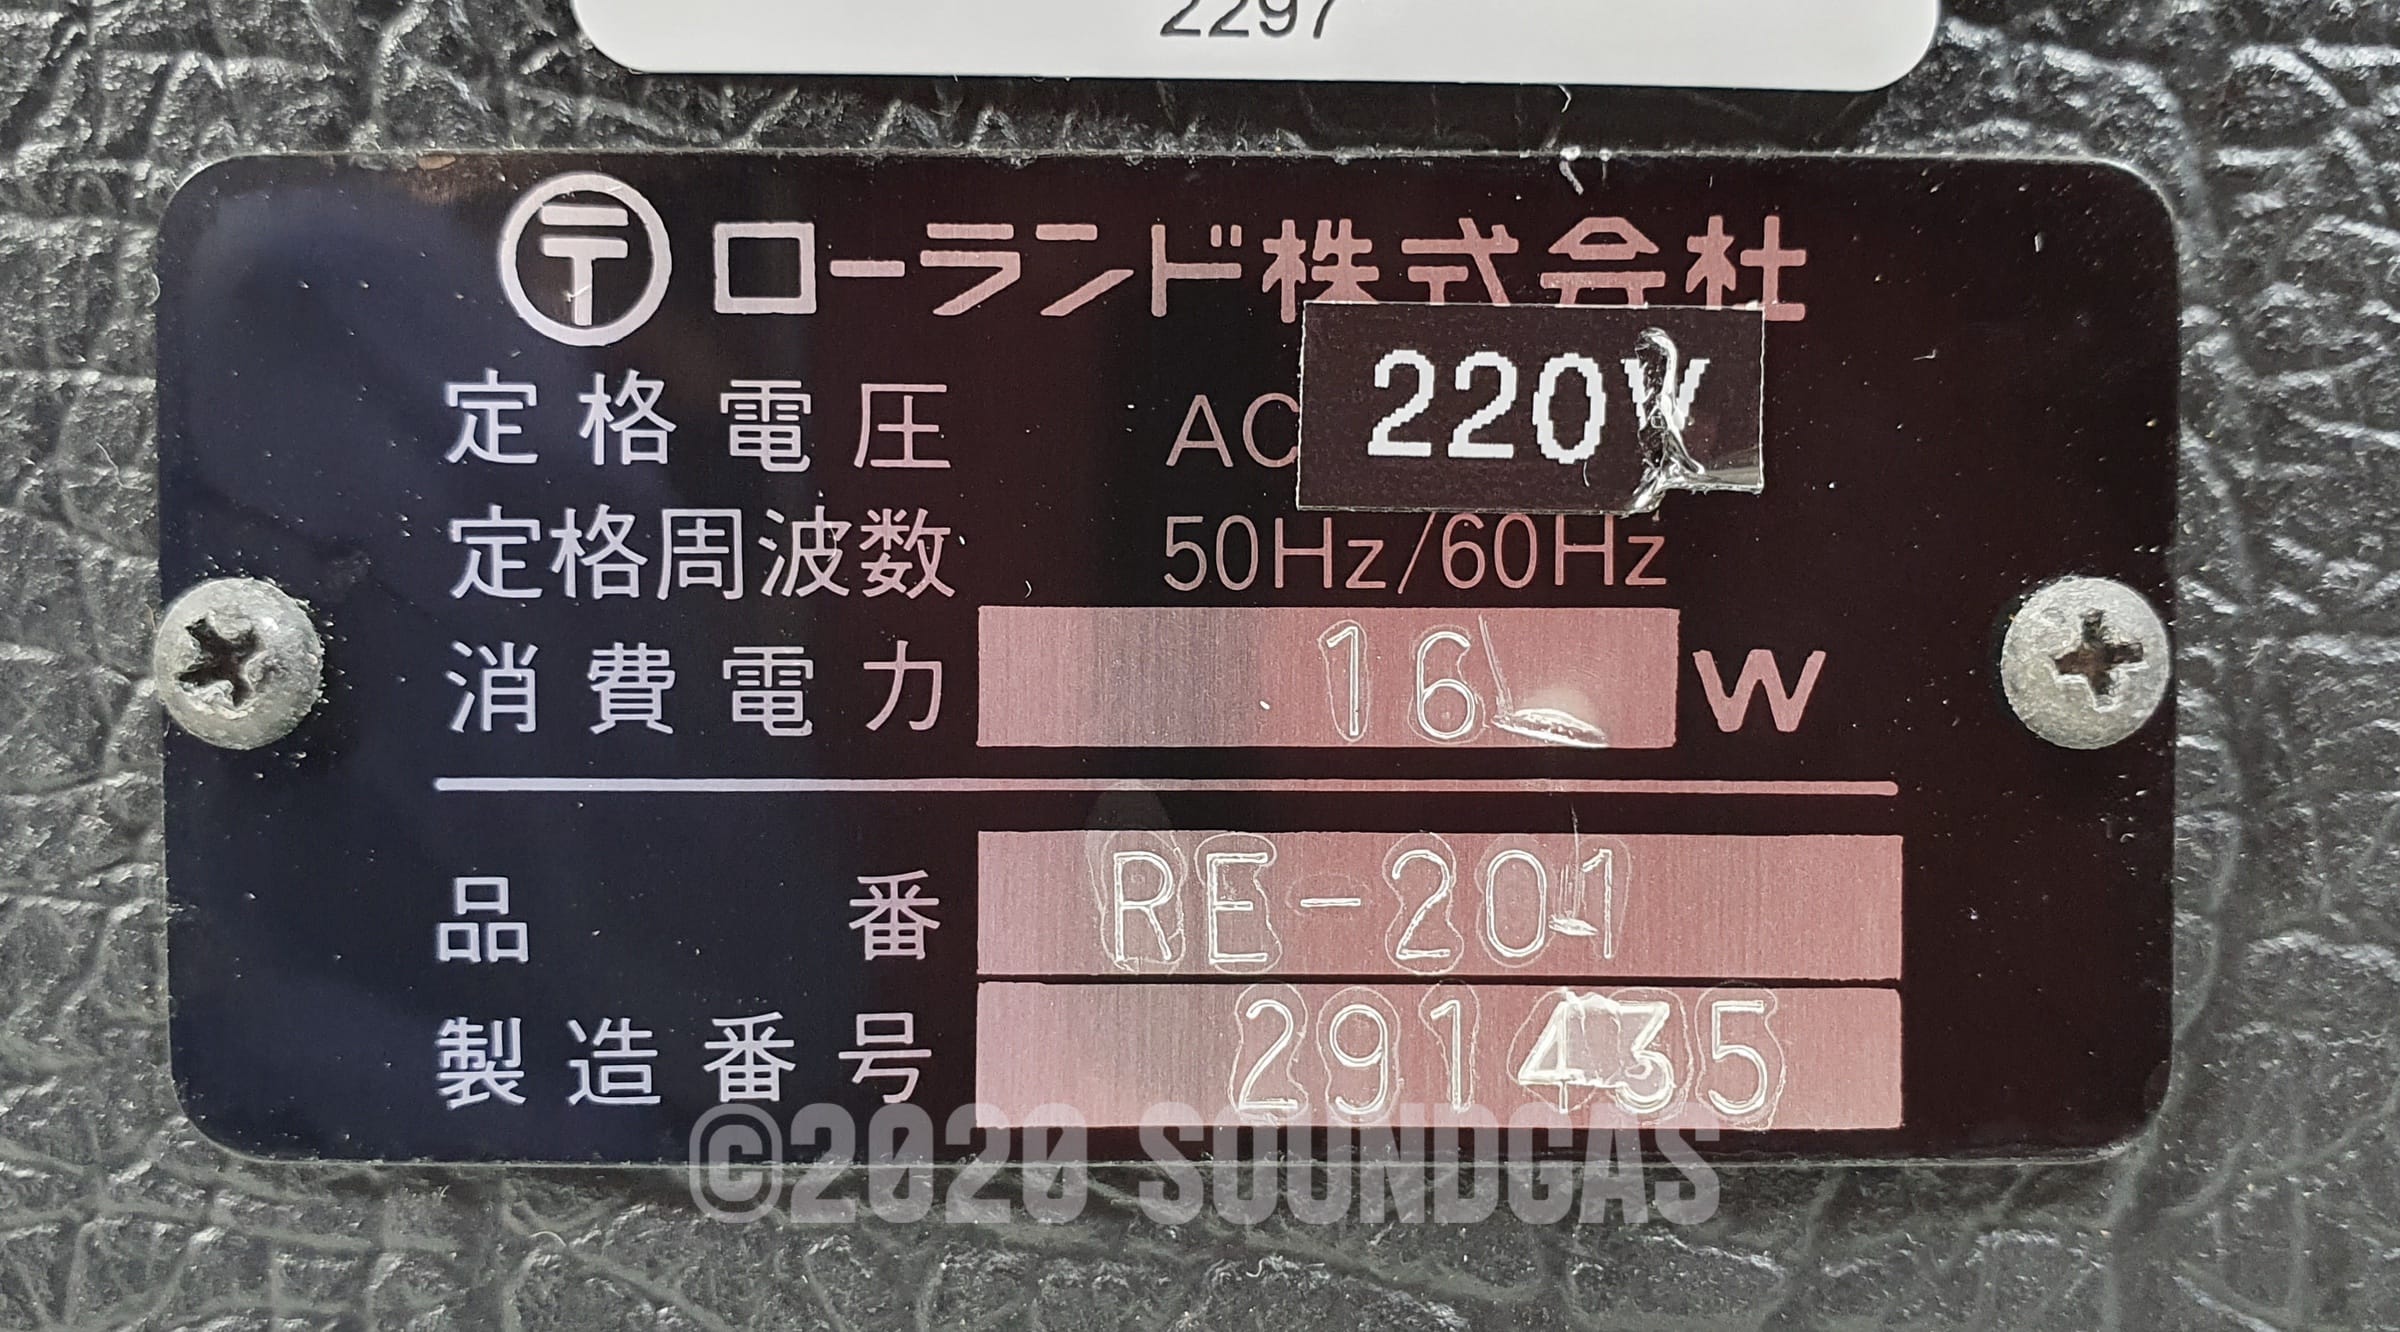 2297
〒 ローランド株式会社
定格電圧 AC 220V
定格周波数 50Hz/60Hz
消費電力 16 W
品番 RE-201
製造番号 291435
©2020 SOUNDGAS